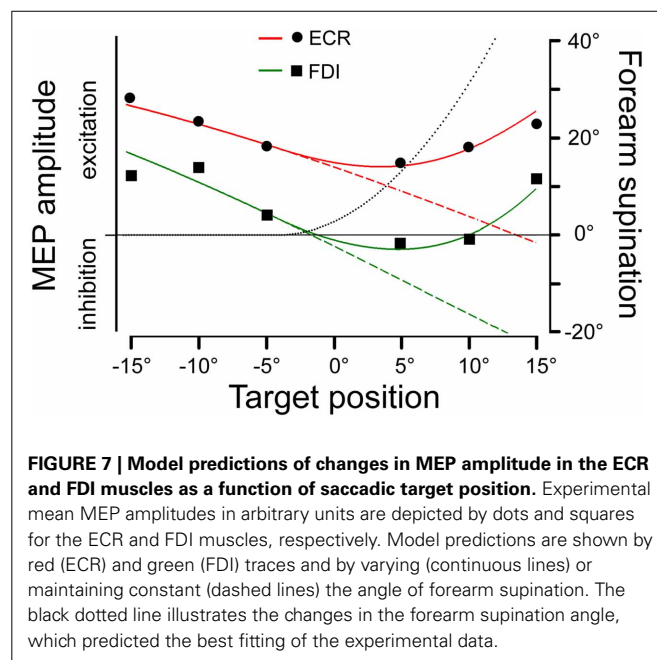 ECR
FDI
MEP amplitude
excitation
inhibition
40°
20°
0°
-20°
Forearm supination
-15° -10° -5° 0° 5° 10° 15°
Target position
FIGURE 7 | Model predictions of changes in MEP amplitude in the ECR
and FDI muscles as a function of saccadic target position. Experimental
mean MEP amplitudes in arbitrary units are depicted by dots and squares
for the ECR and FDI muscles, respectively. Model predictions are shown by
red (ECR) and green (FDI) traces and by varying (continuous lines) or
maintaining constant (dashed lines) the angle of forearm supination. The
black dotted line illustrates the changes in the forearm supination angle,
which predicted the best fitting of the experimental data.